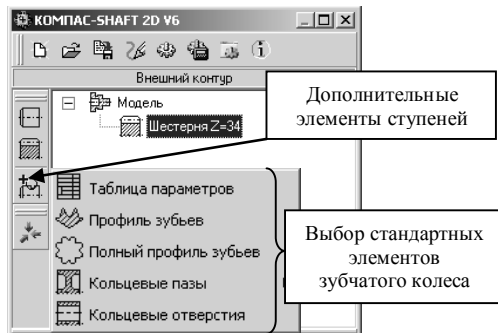 КОМПАС-SHAFT 2D V6
Внешний контур
Модель
Шестерня Z=34
Дополнительные
элементы ступеней
Таблица параметров
Профиль зубьев
Полный профиль зубьев
Кольцевые пазы
Кольцевые отверстия
Выбор стандартных
элементов
зубчатого колеса